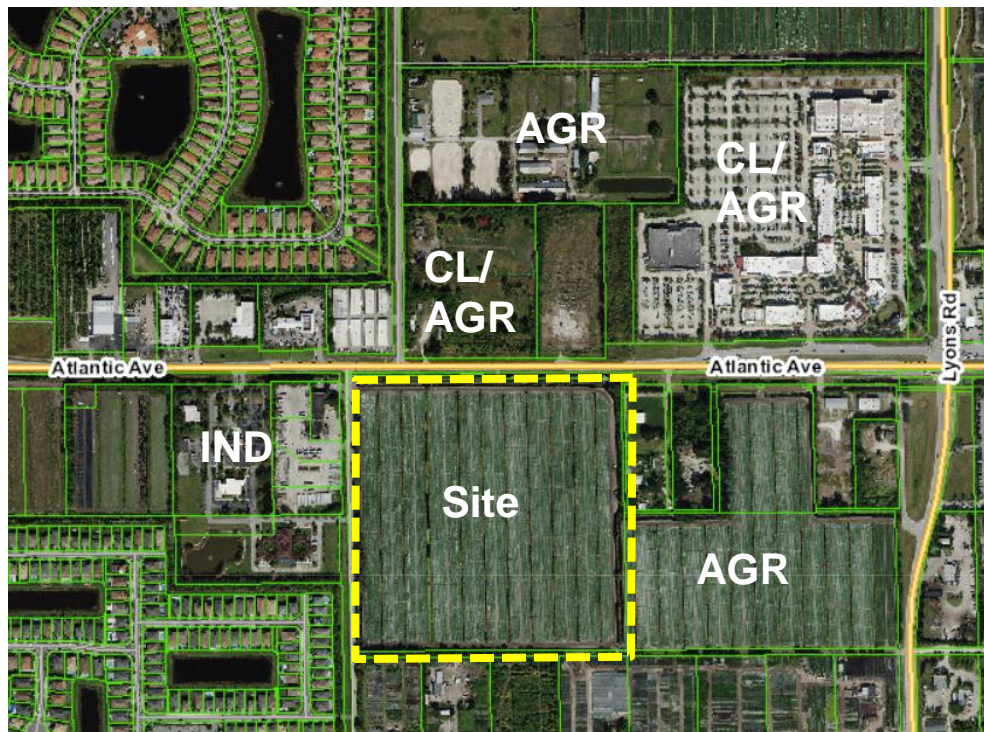 AGR
CL/
AGR
CL/
AGR
Atlantic Ave
Atlantic Ave
Lyons Rd
IND
Site
AGR